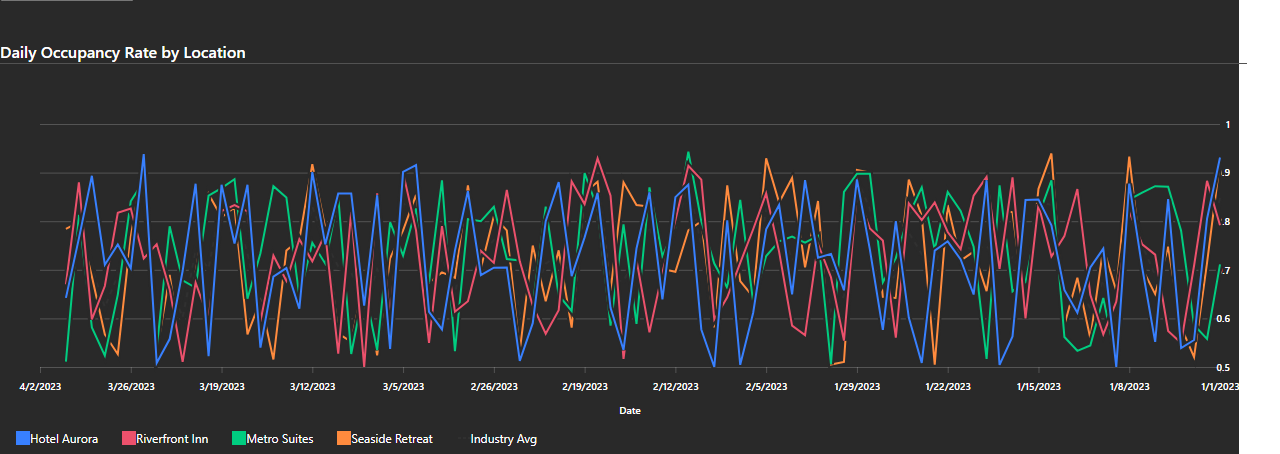 Daily Occupancy Rate by Location
1
.9
.8
.7
0.6
0.5
4/2/2023 3/26/2023 3/19/2023 3/12/2023 3/5/2023 2/26/2023 2/19/2023 2/12/2023 2/5/2023 1/29/2023 1/22/2023 1/15/2023 1/8/2023 1/1/2023
Date
Hotel Aurora Riverfront Inn Metro Suites Seaside Retreat Industry Avg